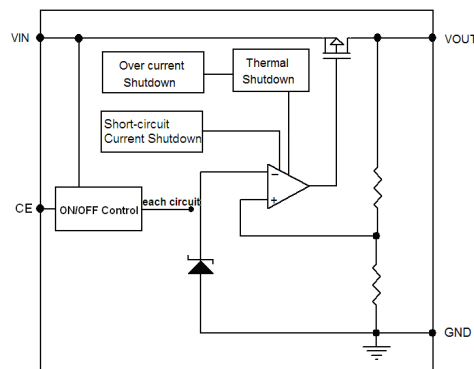 VIN
VOUT
Over current
Shutdown
Thermal
Shutdown
Short-circuit
Current Shutdown
−
+
CE
ON/OFF Control
each circuit
GND